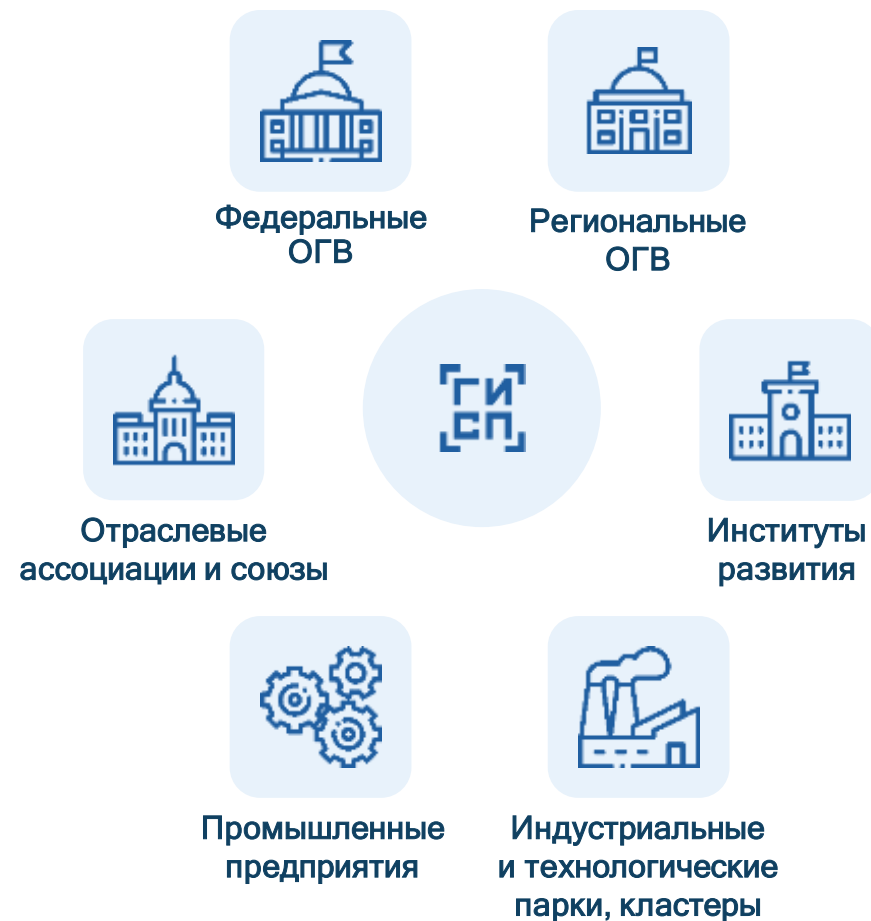 Федеральные
ОГВ
Региональные
ОГВ
ГИ
СП
Отраслевые
ассоциации и союзы
Институты
развития
Промышленные
предприятия
Индустриальные
и технологические
парки, кластеры